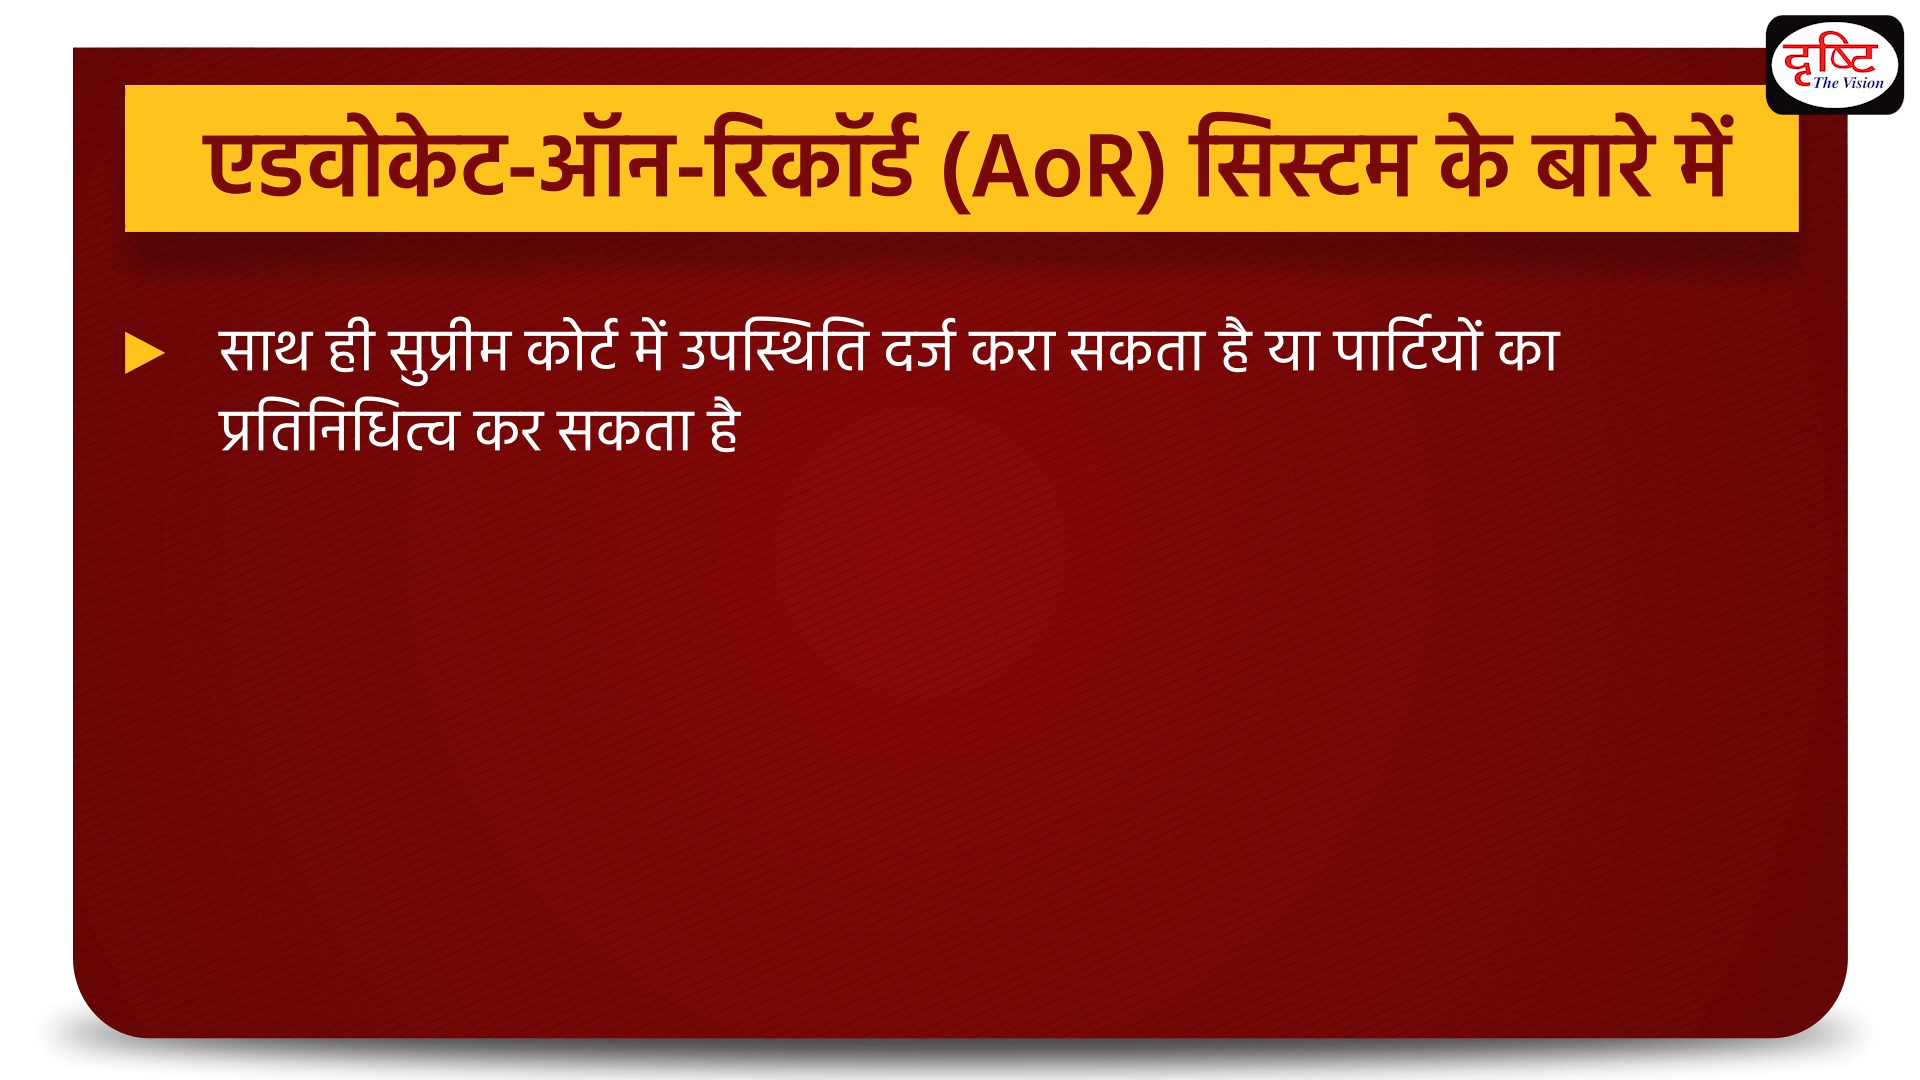 दृष्टि
The Vision
एडवोकेट-ऑन-रिकॉर्ड (AoR) सिस्टम के बारे में
साथ ही सुप्रीम कोर्ट में उपस्थिति दर्ज करा सकता है या पार्टियों का
प्रतिनिधित्व कर सकता है